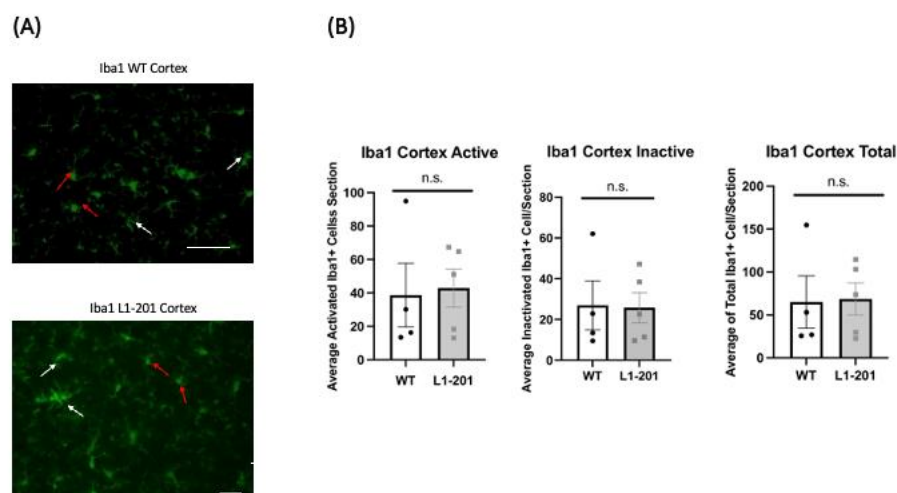 (A)
Iba1 WT Cortex
Iba1 L1-201 Cortex
(B)
Iba1 Cortex Active
Average Activated Iba1+ Cellss Section
100
80
60
40
20
0
n.s.
WT
L1-201
Iba1 Cortex Inactive
Average Inactivated Iba1+ Cell/Section
80
60
40
20
0
n.s.
WT
L1-201
Iba1 Cortex Total
Average of Total Iba1+ Cell/Section
200
150
100
50
0
n.s.
WT
L1-201